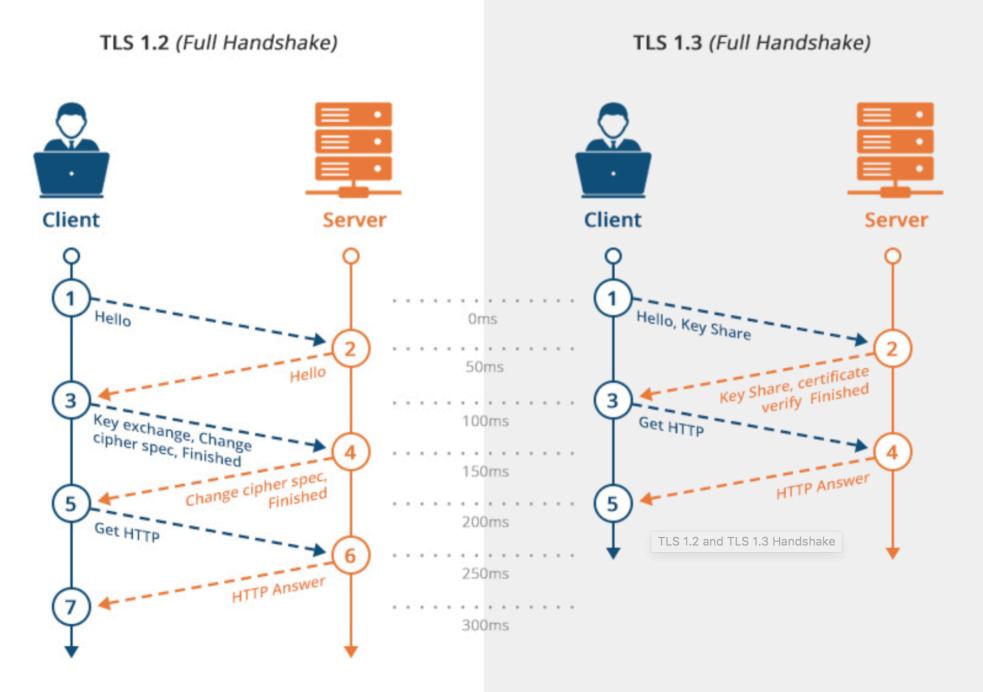 TLS 1.2 (Full Handshake)
Client
Server
1
Hello
2
Hello
3
Key exchange, Change
cipher spec, Finished
4
Change cipher spec,
Finished
5
Get HTTP
6
HTTP Answer
7
0ms
50ms
100ms
150ms
200ms
250ms
300ms
TLS 1.3 (Full Handshake)
Client
Server
1
Hello, Key Share
2
Key Share, certificate
verify Finished
3
Get HTTP
4
HTTP Answer
5
TLS 1.2 and TLS 1.3 Handshake